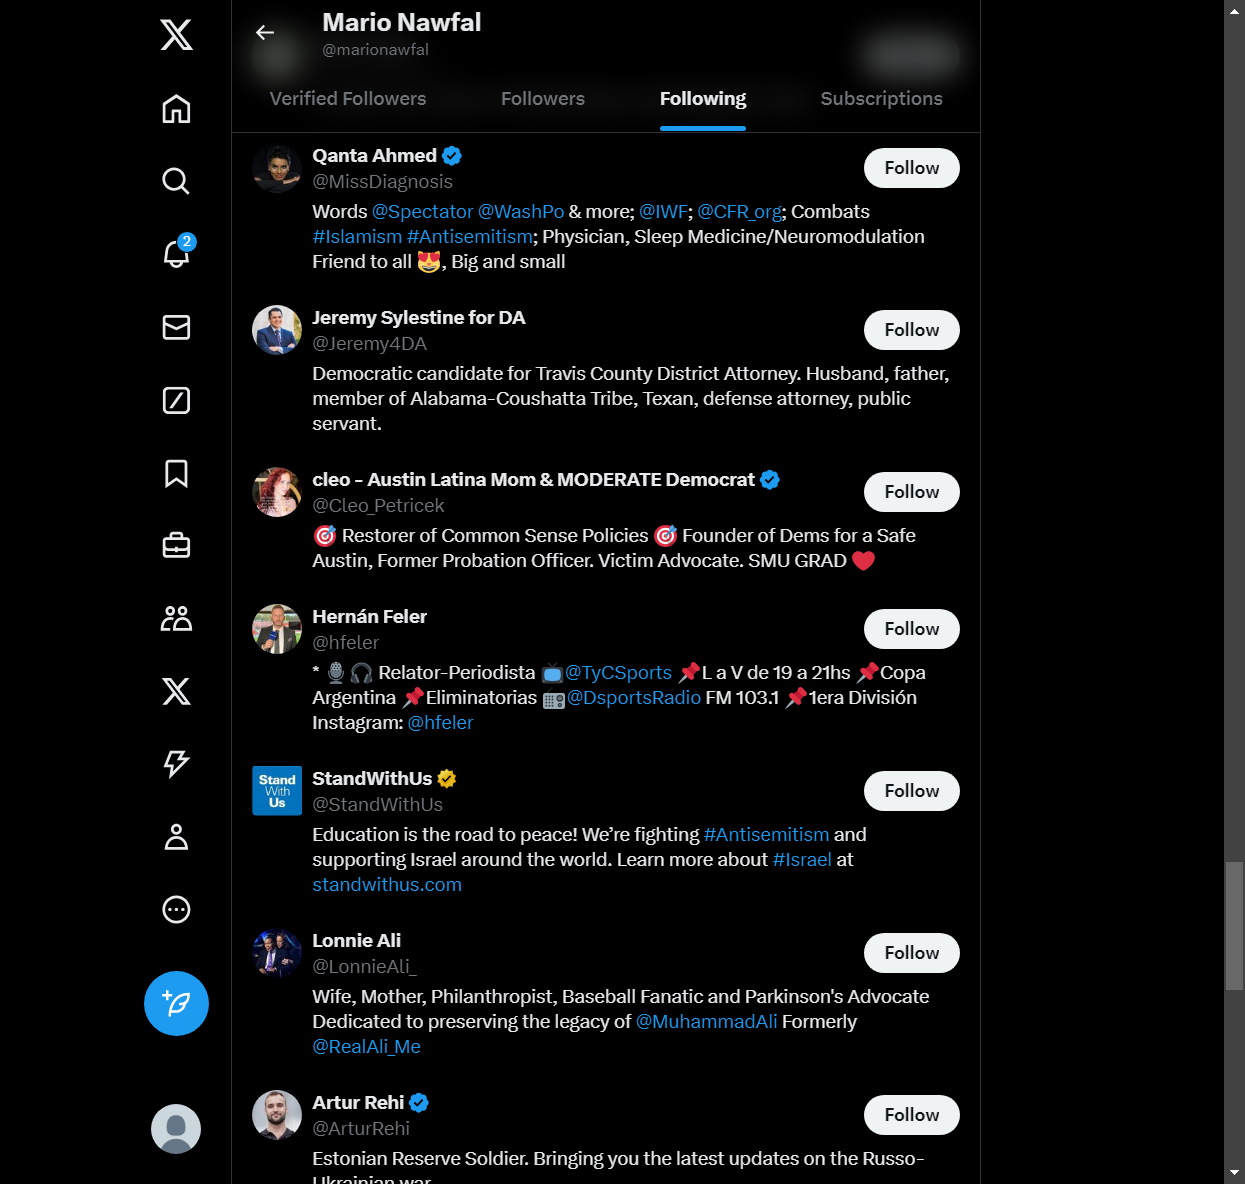 Mario Nawfal
@marionawfal
Verified Followers
Followers
Following
Subscriptions
2
Qanta Ahmed
@MissDiagnosis
Follow
Words @Spectator @WashPo & more; @IWF; @CFR_org; Combats
#Islamism #Antisemitism; Physician, Sleep Medicine/Neuromodulation
Friend to all 😻, Big and small
Jeremy Sylestine for DA
@Jeremy4DA
Follow
Democratic candidate for Travis County District Attorney. Husband, father,
member of Alabama-Coushatta Tribe, Texan, defense attorney, public
servant.
cleo - Austin Latina Mom & MODERATE Democrat
@Cleo_Petricek
Follow
🎯 Restorer of Common Sense Policies 🎯 Founder of Dems for a Safe
Austin, Former Probation Officer. Victim Advocate. SMU GRAD ❤️
Hernán Feler
@hfeler
Follow
* 🎙️🎧 Relator-Periodista 📺@TyCSports 📌L a V de 19 a 21hs 📌Copa
Argentina 📌Eliminatorias 📻@DsportsRadio FM 103.1 📌1era División
Instagram: @hfeler
Stand
With
Us
StandWithUs
@StandWithUs
Follow
Education is the road to peace! We’re fighting #Antisemitism and
supporting Israel around the world. Learn more about #Israel at
standwithus.com
Lonnie Ali
@LonnieAli_
Follow
Wife, Mother, Philanthropist, Baseball Fanatic and Parkinson's Advocate
Dedicated to preserving the legacy of @MuhammadAli Formerly
@RealAli_Me
Artur Rehi
@ArturRehi
Follow
Estonian Reserve Soldier. Bringing you the latest updates on the Russo-
Ukrainian war